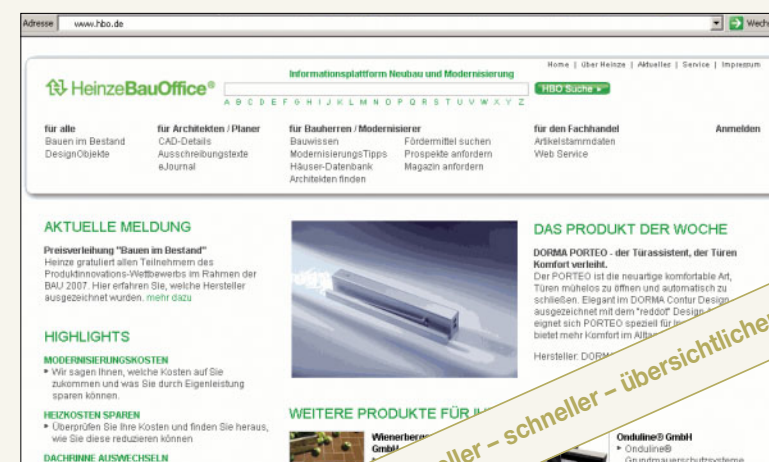 Adresse www.hbo.de
Home | Über Heinze | Aktuelles | Service | Impressum
HeinzeBauOffice®
Informationsplattform Neubau und Modernisierung
HBO Suche
A B C D E F G H I J K L M N O P Q R S T U V W X Y Z
für alle
Bauen im Bestand
DesignObjekte
für Architekten / Planer
CAD-Details
Ausschreibungstexte
eJournal
für Bauherren / Modernisierer
Bauwissen
ModernisierungsTipps
Häuser-Datenbank
Architekten finden
Fördermittel suchen
Prospekte anfordern
Magazin anfordern
für den Fachhandel
Artikelstammdaten
Web Service
Anmelden
AKTUELLE MELDUNG
Preisverleihung "Bauen im Bestand"
Heinze gratuliert allen Teilnehmern des
Produktinnovations-Wettbewerbs im Rahmen der
BAU 2007. Hier erfahren Sie, welche Hersteller
ausgezeichnet wurden. mehr dazu
HIGHLIGHTS
MODERNISIERUNGSKOSTEN
Wir sagen Ihnen, welche Kosten auf Sie
zukommen und was Sie durch Eigenleistung
sparen können.
HEIZKOSTEN SPAREN
Überprüfen Sie Ihre Kosten und finden Sie heraus,
wie Sie diese reduzieren können
DACHRINNE AUSWECHSELN
DAS PRODUKT DER WOCHE
DORMA PORTEO - der Türassistent, der Türen
Komfort verleiht.
Der PORTEO ist die neuartige komfortable Art,
Türen mühelos zu öffnen und automatisch zu
schließen. Elegant im DORMA Contur Design
ausgezeichnet mit dem "reddot" Design
eignet sich PORTEO speziell für
bietet mehr Komfort im
Hersteller:
WEITERE PRODUKTE FÜR
Onduline® GmbH
Onduline®
Grundmauerschutzsysteme
– schneller – übersichtlicher